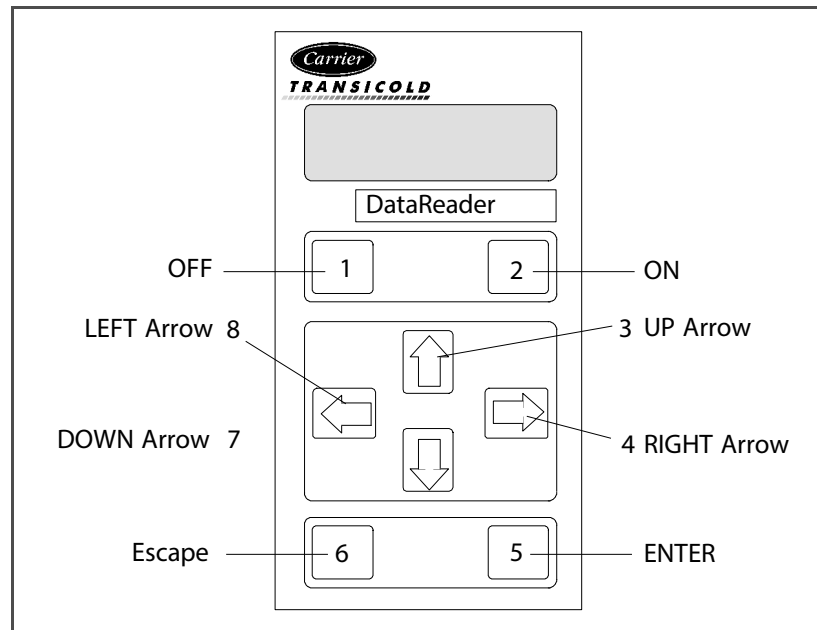 Carrier
TRANSICOLD
DataReader
OFF 1 2 ON
LEFT Arrow 8
3 UP Arrow
DOWN Arrow 7
4 RIGHT Arrow
Escape 6 5 ENTER